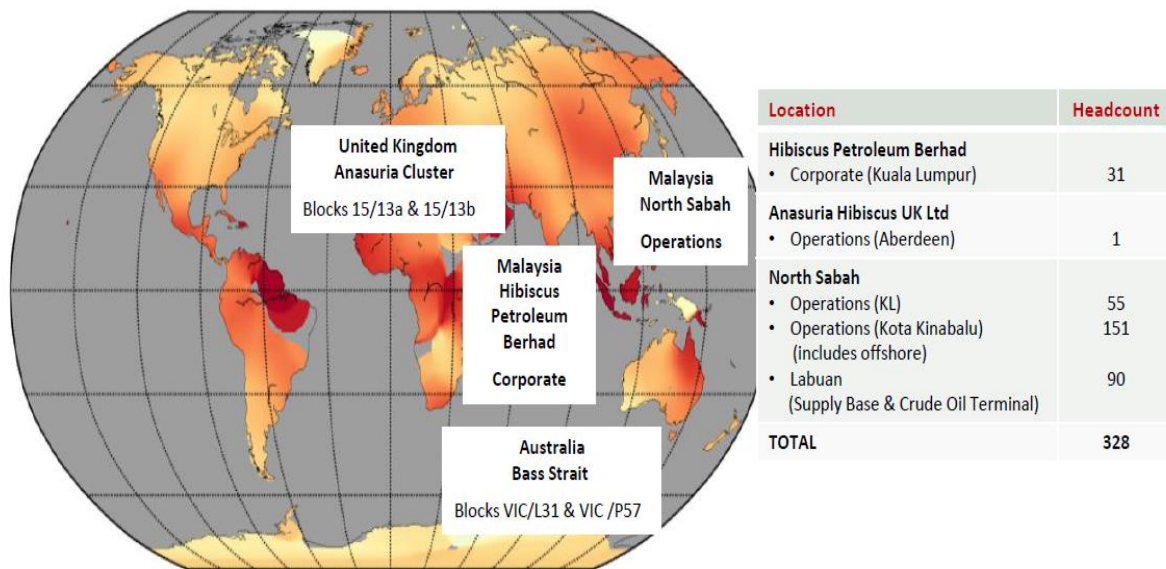 United Kingdom
Anasuria Cluster
Blocks 15/13a & 15/13b
Malaysia
North Sabah
Operations
Malaysia
Hibiscus
Petroleum
Berhad
Corporate
Australia
Bass Strait
Blocks VIC/L31 & VIC /P57
Location Headcount
Hibiscus Petroleum Berhad
• Corporate (Kuala Lumpur) 31
Anasuria Hibiscus UK Ltd
• Operations (Aberdeen) 1
North Sabah
• Operations (KL) 55
• Operations (Kota Kinabalu) 151
(includes offshore)
• Labuan 90
(Supply Base & Crude Oil Terminal)
TOTAL 328